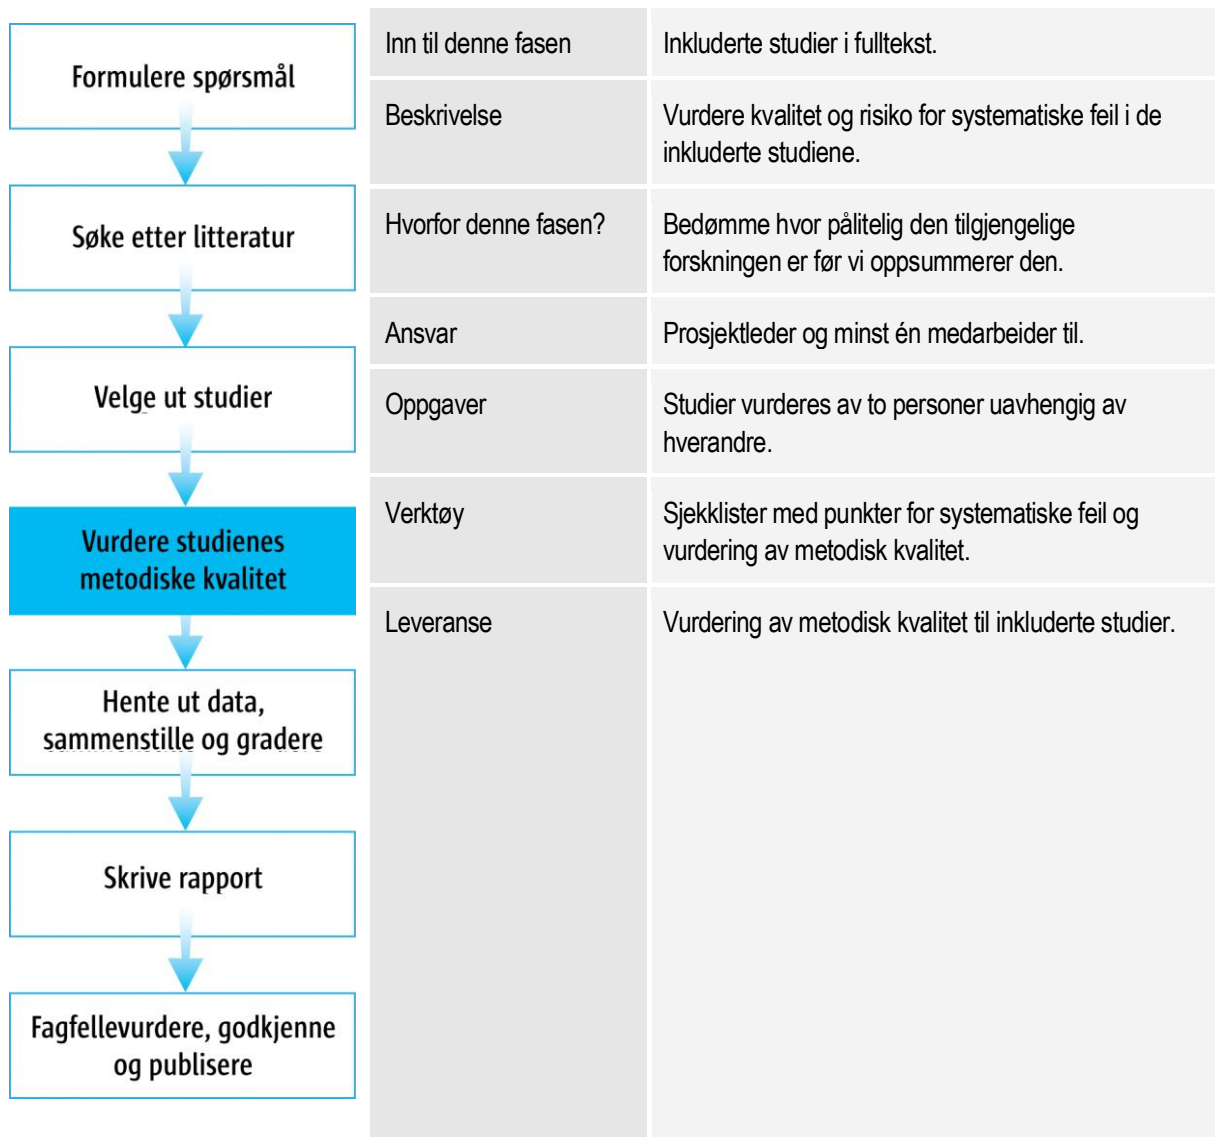 Formulere spørsmål
Søke etter litteratur
Velge ut studier
Vurdere studienes
metodiske kvalitet
Hente ut data,
sammenstille og gradere
Skrive rapport
Fagfellevurdere, godkjenne
og publisere
Inn til denne fasen
Inkluderte studier i fulltekst.
Beskrivelse
Vurdere kvalitet og risiko for systematiske feil i de
inkluderte studiene.
Hvorfor denne fasen?
Bedømme hvor pålitelig den tilgjengelige
forskningen er før vi oppsummerer den.
Ansvar
Prosjektleder og minst én medarbeider til.
Oppgaver
Studier vurderes av to personer uavhengig av
hverandre.
Verktøy
Sjekklister med punkter for systematiske feil og
vurdering av metodisk kvalitet.
Leveranse
Vurdering av metodisk kvalitet til inkluderte studier.